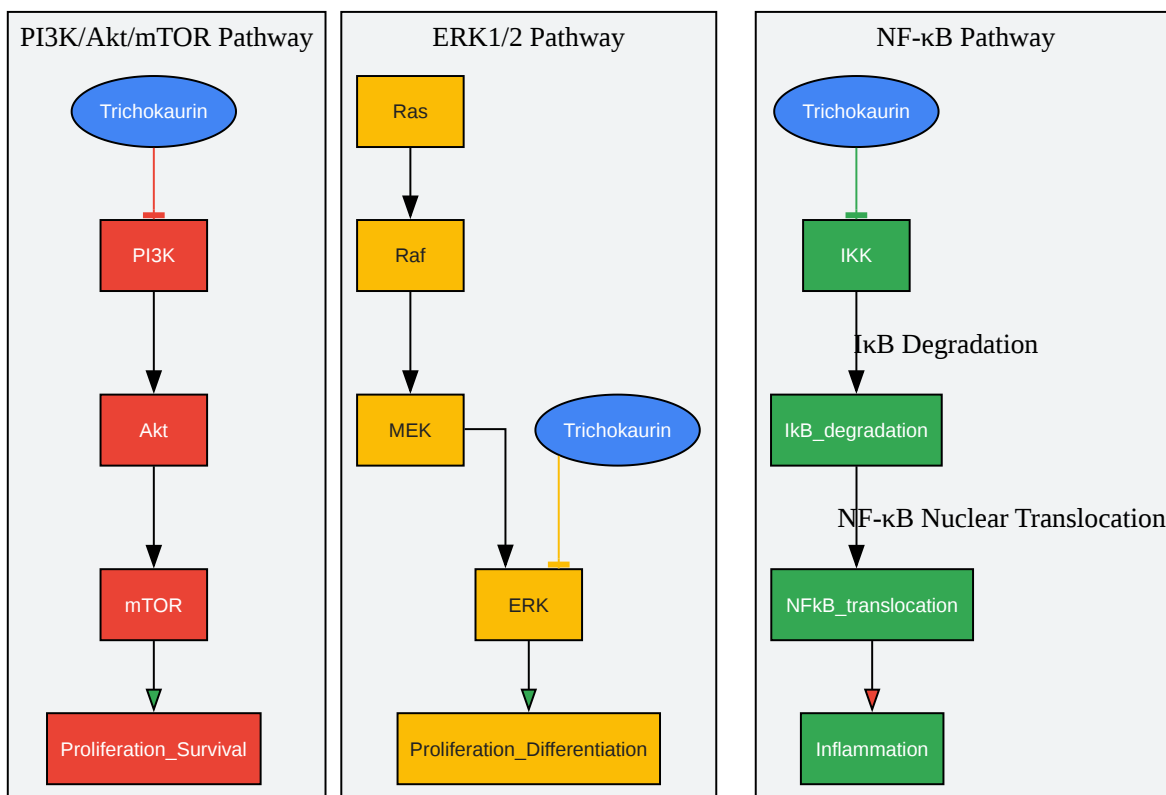 PI3K/Akt/mTOR Pathway
Trichokaurin
PI3K
Akt
mTOR
Proliferation_Survival
ERK1/2 Pathway
Ras
Raf
MEK
Trichokaurin
ERK
Proliferation_Differentiation
NF-κB Pathway
Trichokaurin
IKK
IκB Degradation
IkB_degradation
NF-κB Nuclear Translocation
NFkB_translocation
Inflammation